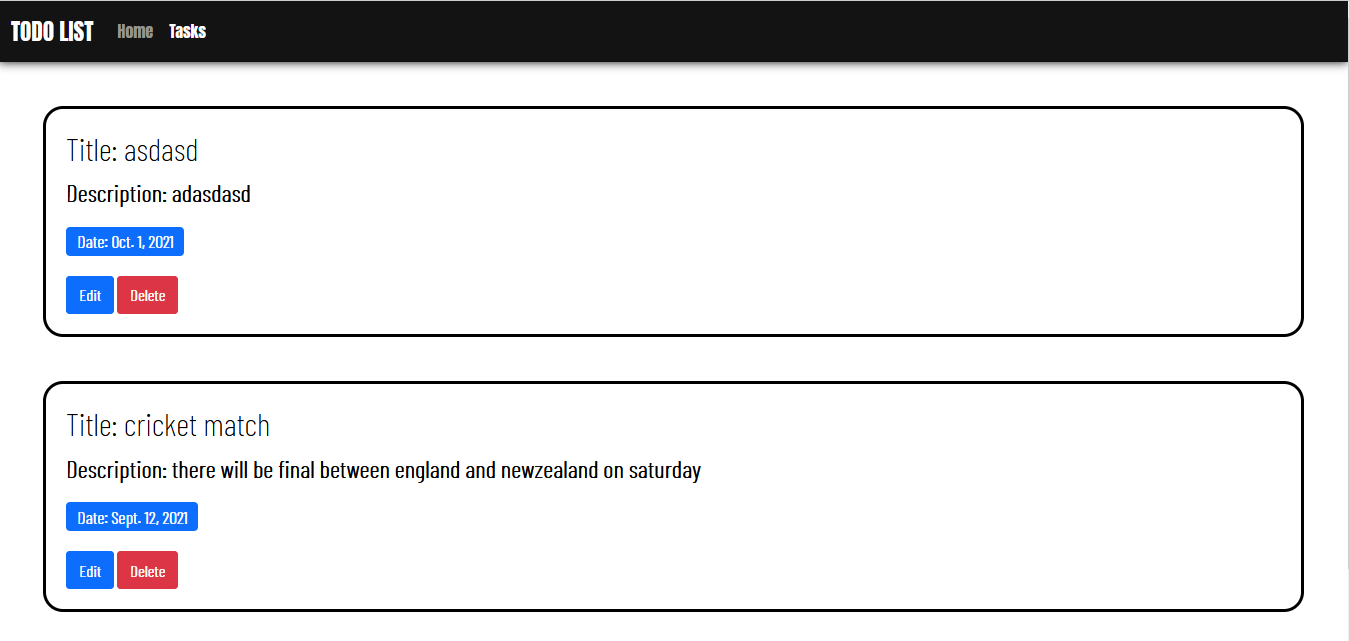 TODO LIST Home Tasks
Title: asdasd
Description: adasdasd
Date: Oct. 1, 2021
Edit Delete
Title: cricket match
Description: there will be final between england and newzealand on saturday
Date: Sept. 12, 2021
Edit Delete